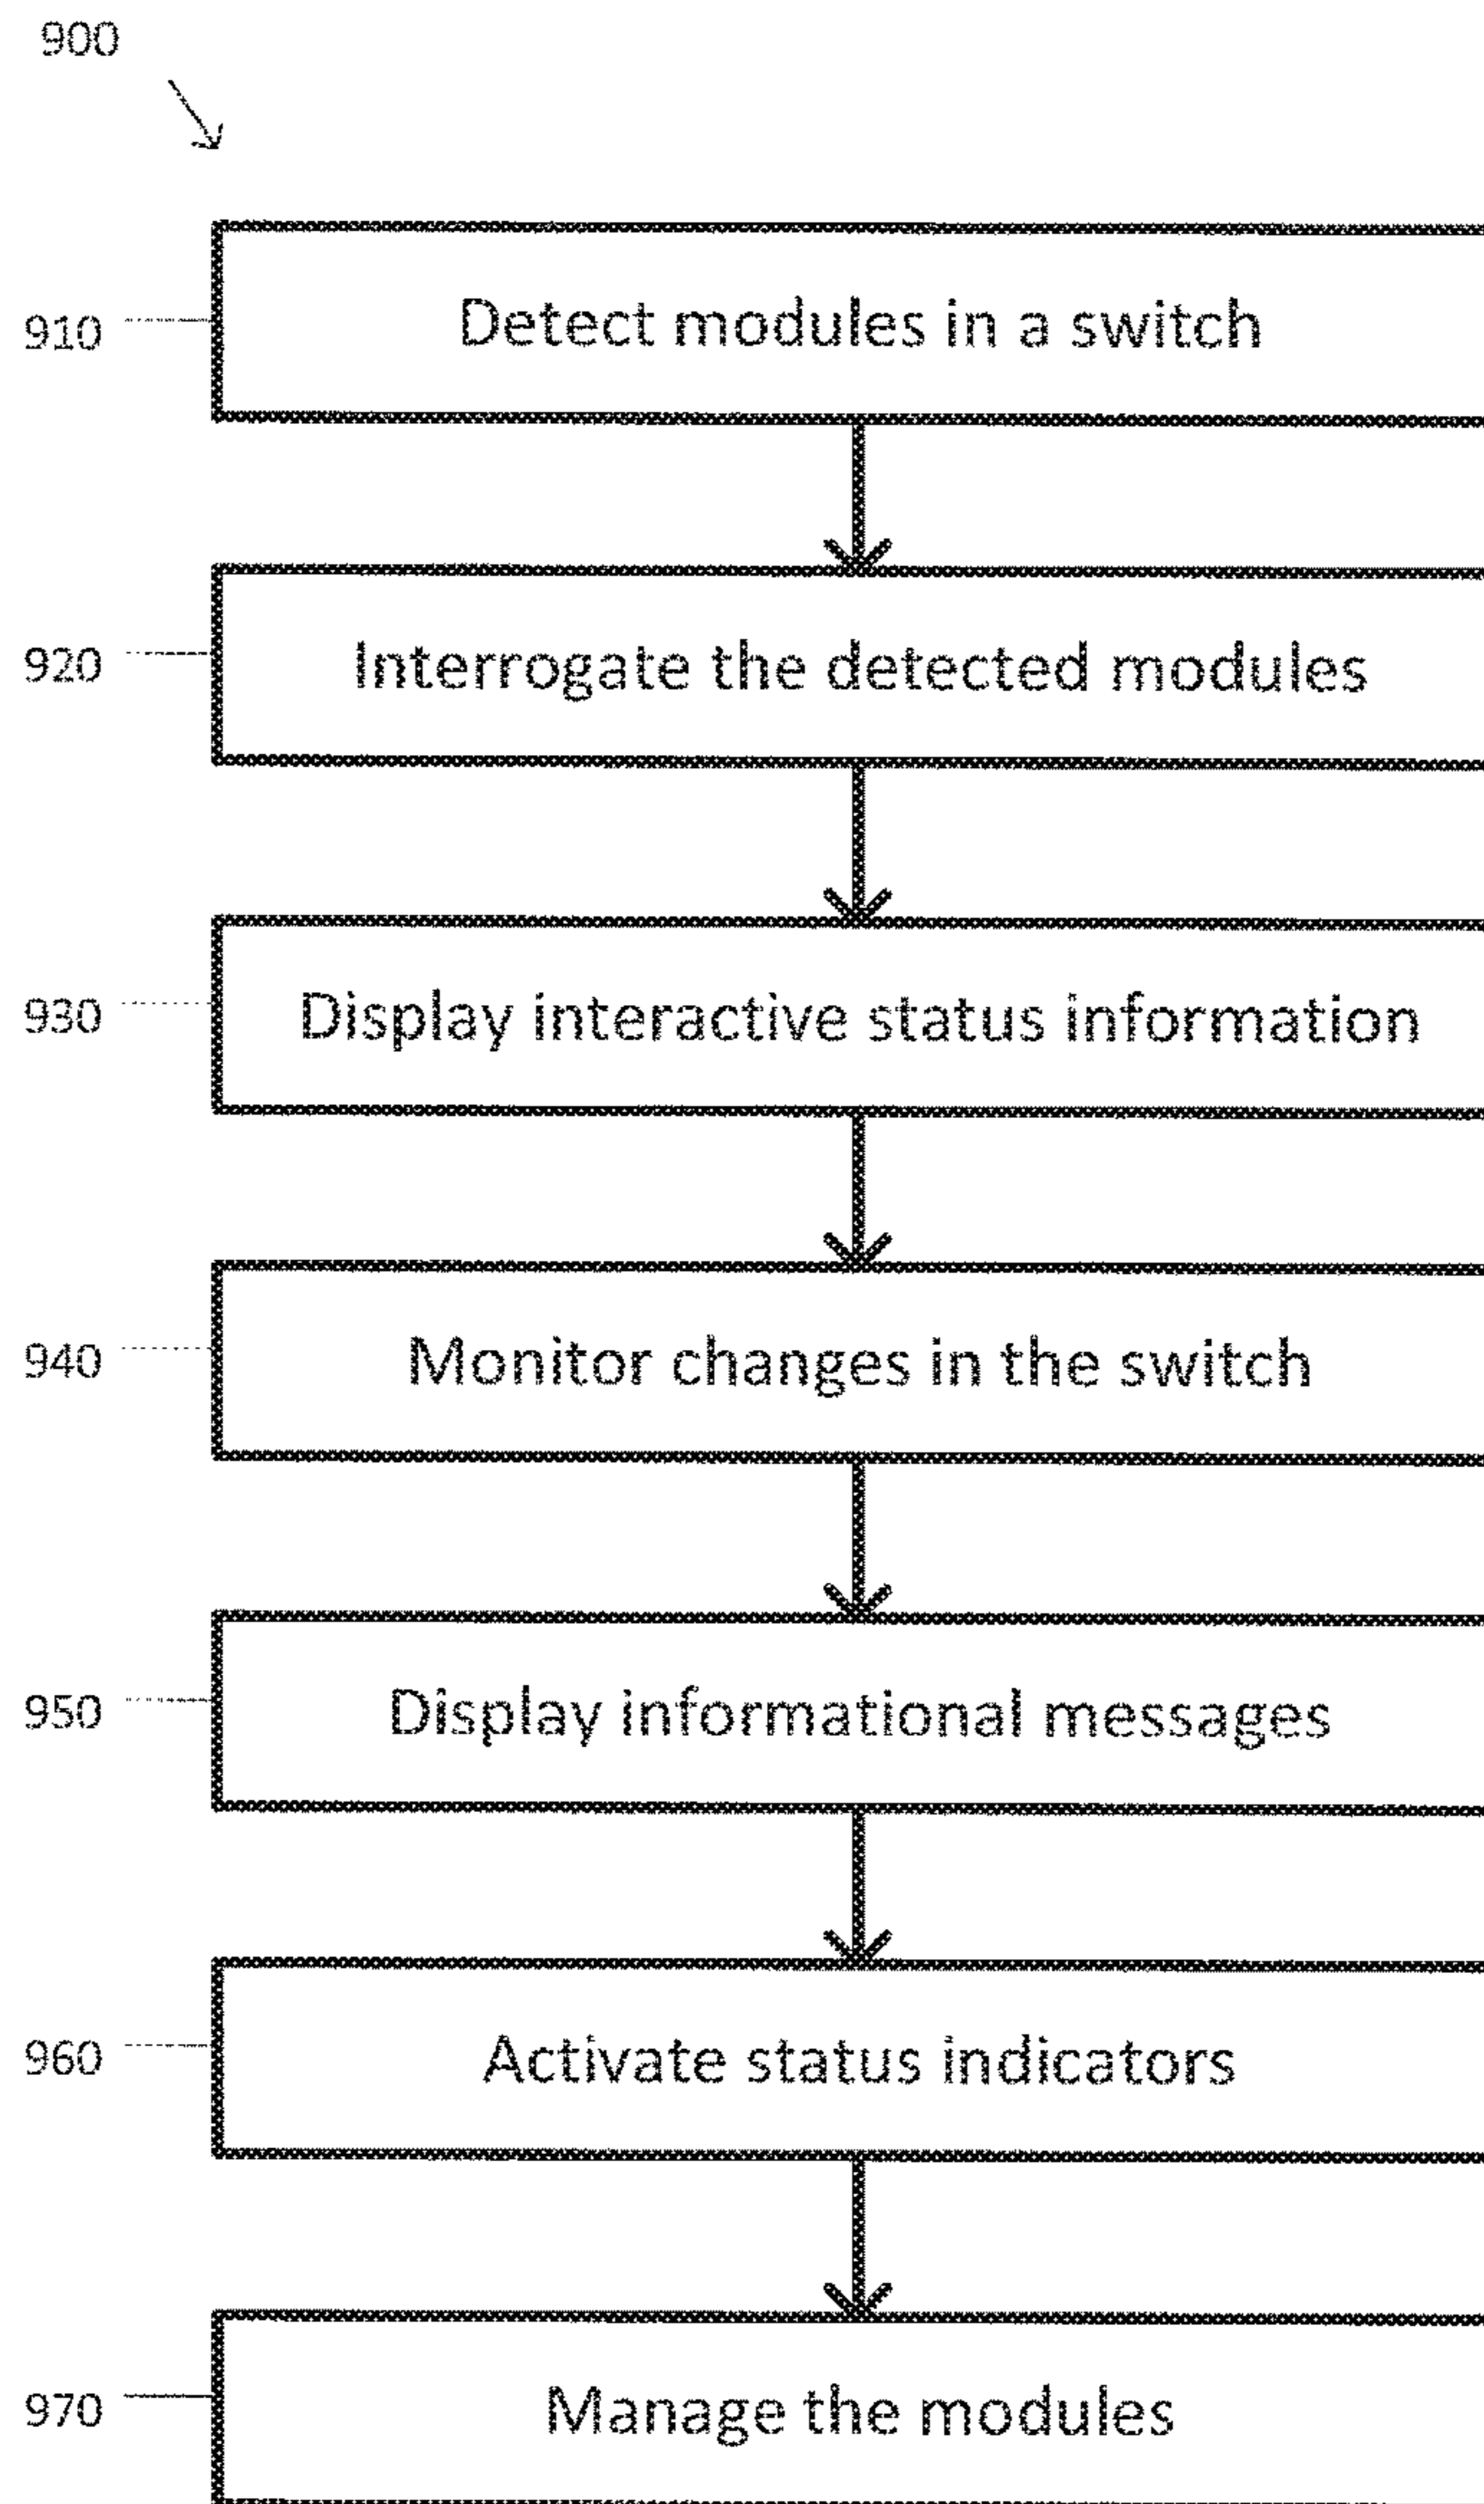 900
910 Detect modules in a switch
920 Interrogate the detected modules
930 Display interactive status information
940 Monitor changes in the switch
950 Display informational messages
960 Activate status indicators
970 Manage the modules